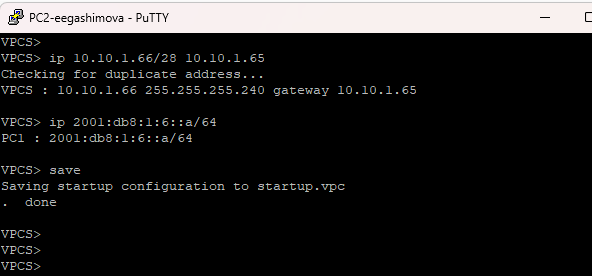 PC2-eegashimova - PuTTY
VPCS>
VPCS> ip 10.10.1.66/28 10.10.1.65
Checking for duplicate address...
VPCS : 10.10.1.66 255.255.255.240 gateway 10.10.1.65
VPCS> ip 2001:db8:1:6::a/64
PC1 : 2001:db8:1:6::a/64
VPCS> save
Saving startup configuration to startup.vpc
.  done
VPCS>
VPCS>
VPCS>